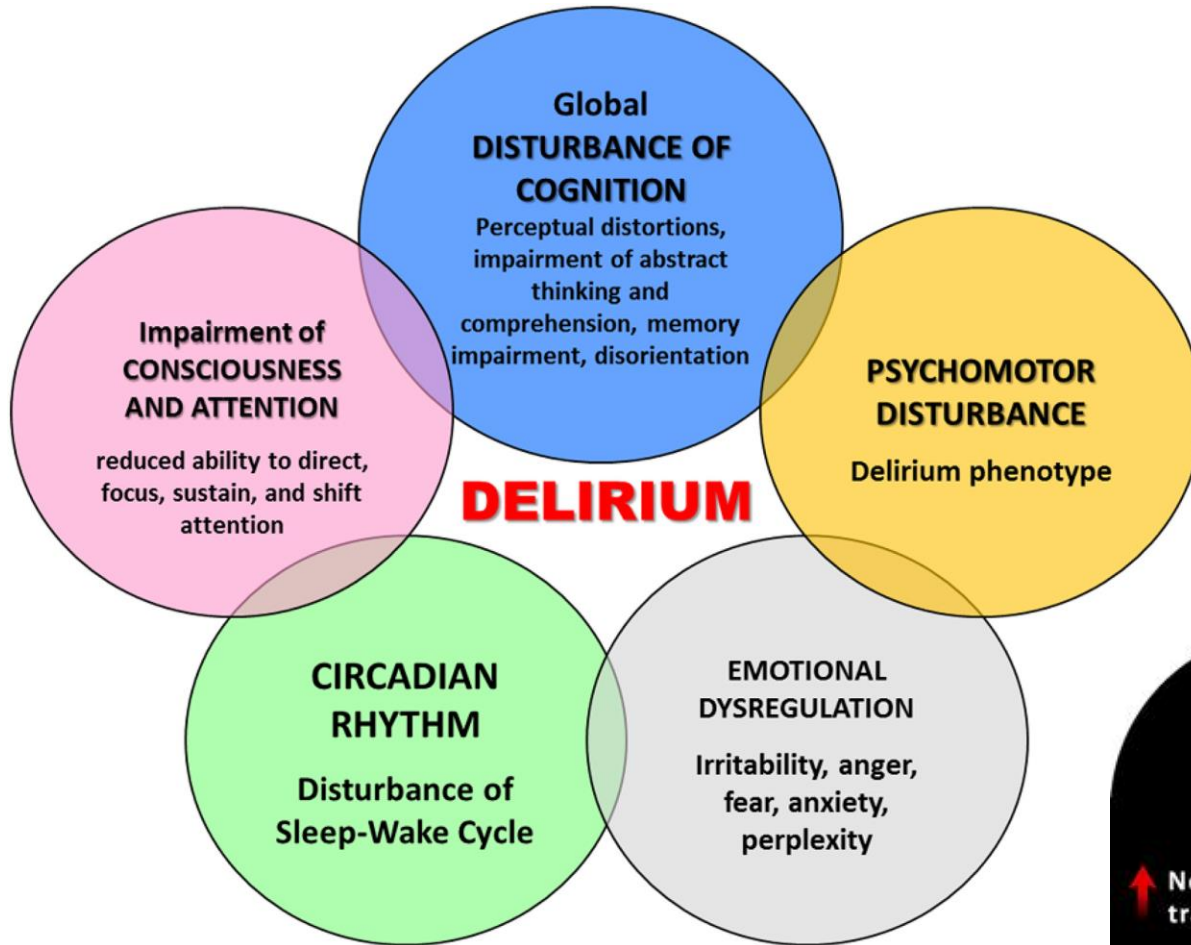 Global
DISTURBANCE OF
COGNITION
Perceptual distortions,
impairment of abstract
thinking and
comprehension, memory
impairment, disorientation
Impairment of
CONSCIOUSNESS
AND ATTENTION
reduced ability to direct,
focus, sustain, and shift
attention
PSYCHOMOTOR
DISTURBANCE
Delirium phenotype
DELIRIUM
CIRCADIAN
RHYTHM
Disturbance of
Sleep-Wake Cycle
EMOTIONAL
DYSREGULATION
Irritability, anger,
fear, anxiety,
perplexity